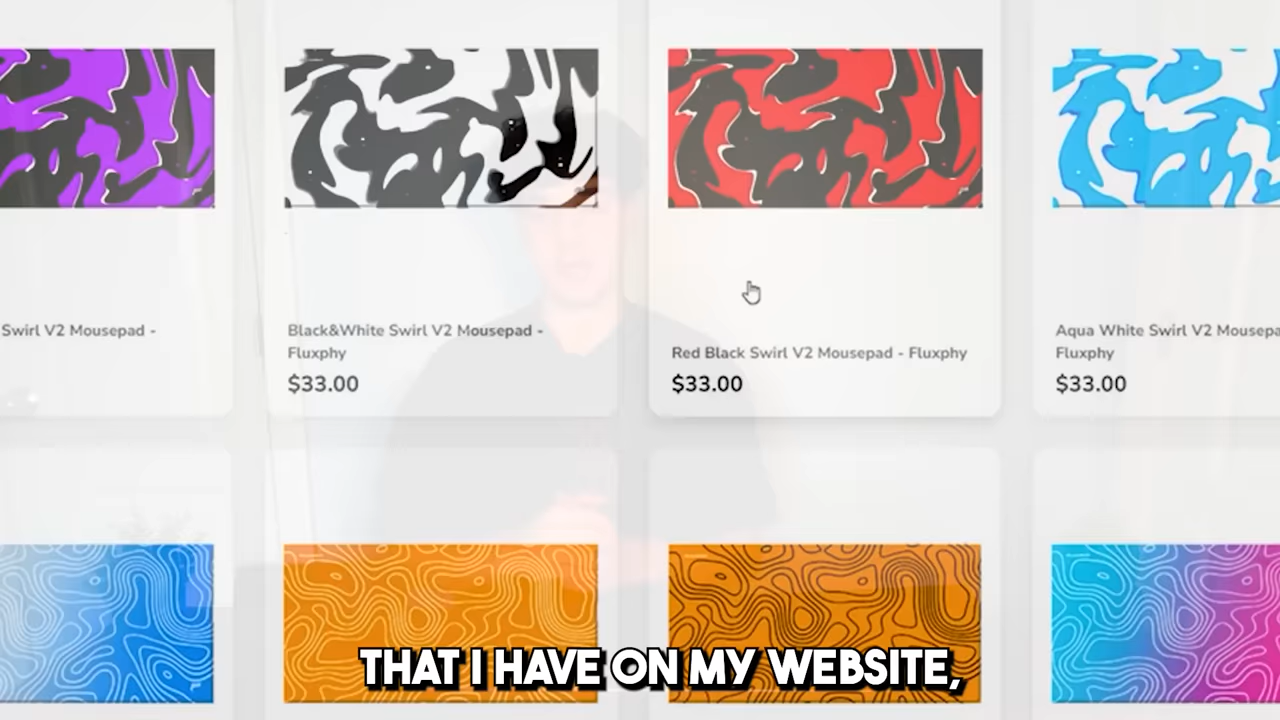 Swirl V2 Mousepad -
Black&White Swirl V2 Mousepad -
Fluxphy
$33.00
Red Black Swirl V2 Mousepad - Fluxphy
$33.00
Aqua White Swirl V2 Mousepa
Fluxphy
$33.00
THAT I HAVE ON MY WEBSITE,